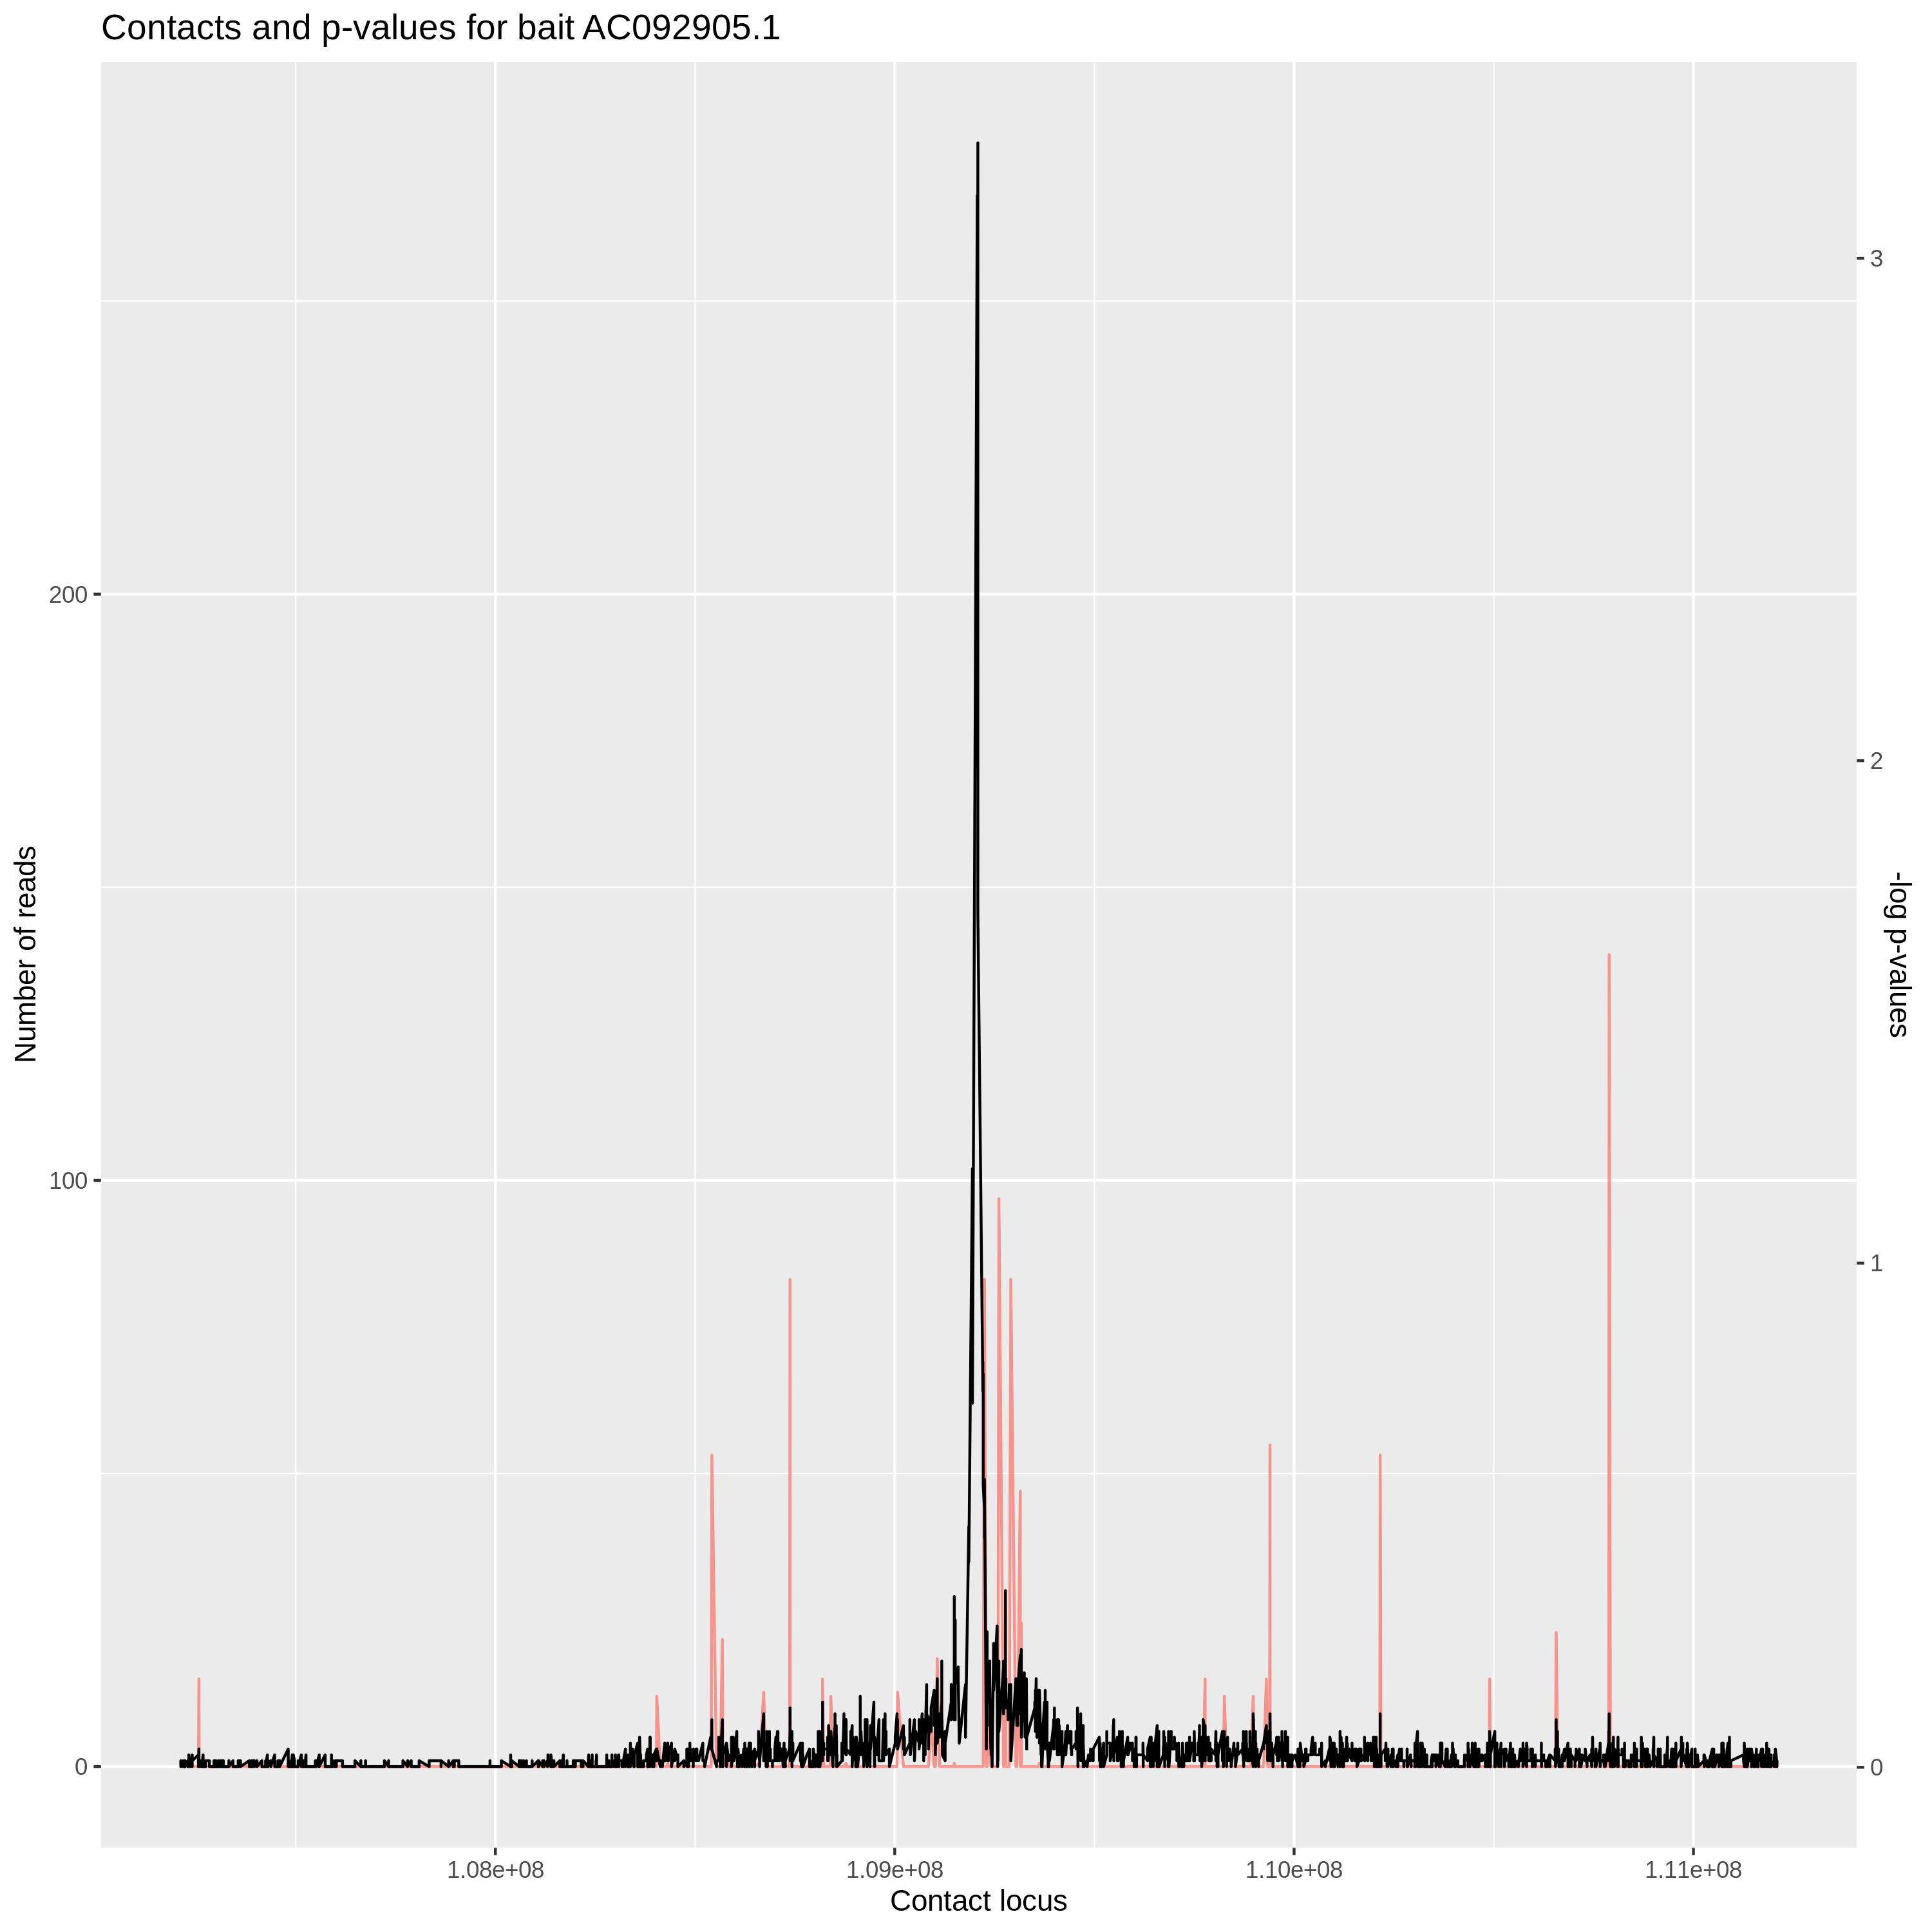 Contacts and p-values for bait AC092905.1
Number of reads
200
100
0
3
2
1
0
-log p-values
1.08e+08
1.09e+08
1.10e+08
1.11e+08
Contact locus